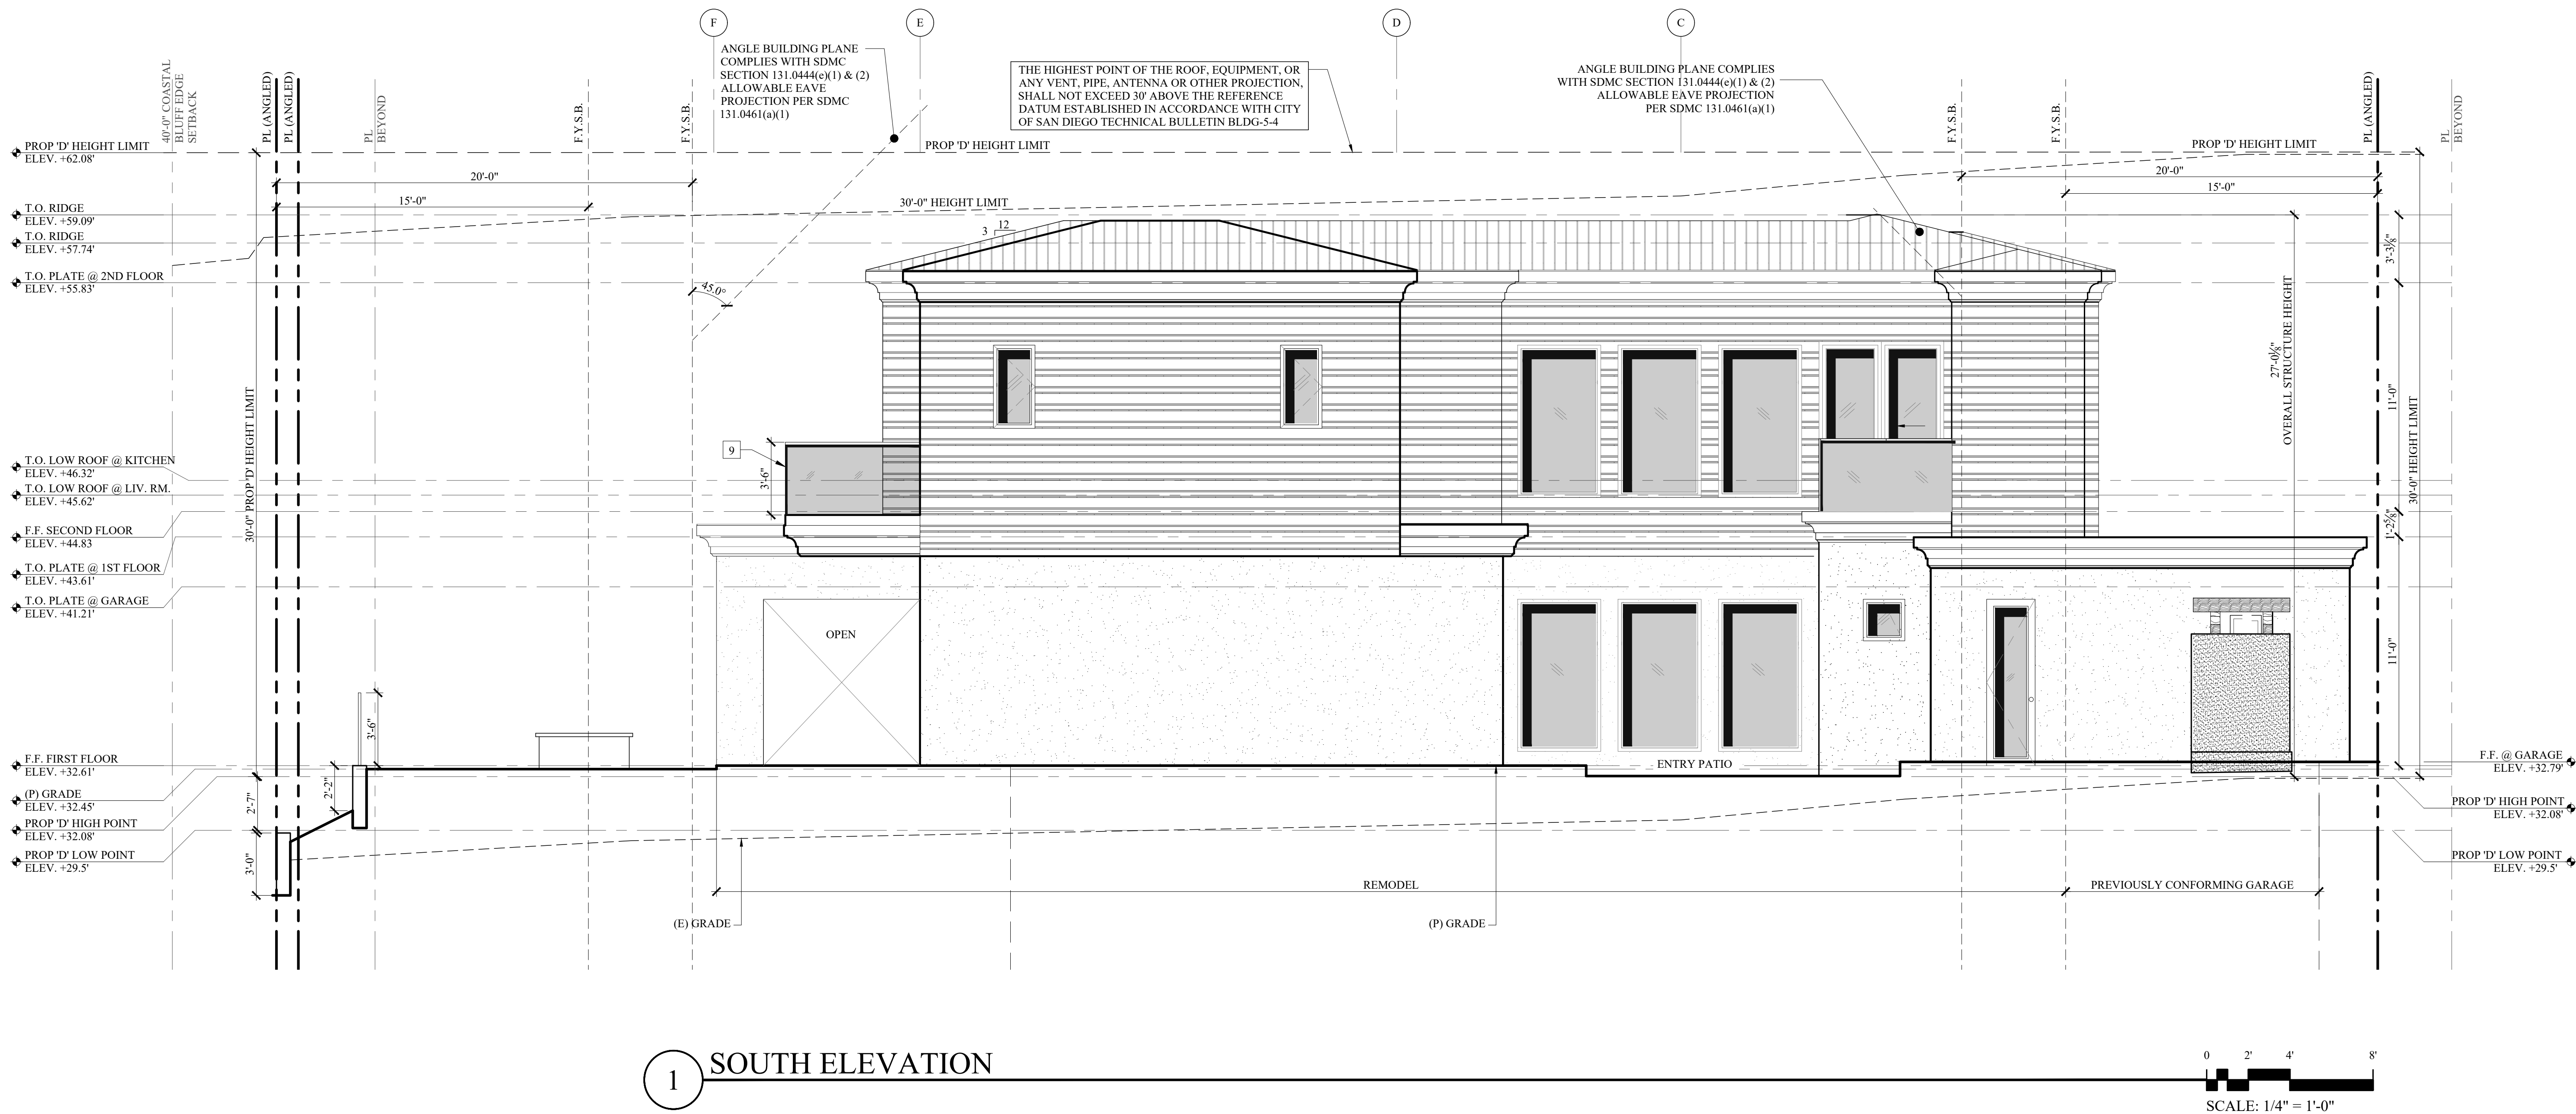 F
E
D
C
ANGLE BUILDING PLANE
COMPLIES WITH SDMC
SECTION 131.0444(e)(1) & (2)
ALLOWABLE EAVE
PROJECTION PER SDMC
131.0461(a)(1)
THE HIGHEST POINT OF THE ROOF, EQUIPMENT, OR
ANY VENT, PIPE, ANTENNA OR OTHER PROJECTION,
SHALL NOT EXCEED 30' ABOVE THE REFERENCE
DATUM ESTABLISHED IN ACCORDANCE WITH CITY
OF SAN DIEGO TECHNICAL BULLETIN BLDG-5-4
ANGLE BUILDING PLANE COMPLIES
WITH SDMC SECTION 131.0444(e)(1) & (2)
ALLOWABLE EAVE PROJECTION
PER SDMC 131.0461(a)(1)
40'-0" COASTAL
BLUFF EDGE
SETBACK
PL (ANGLED)
PL (ANGLED)
PL
BEYOND
F.Y.S.B.
F.Y.S.B.
F.Y.S.B.
F.Y.S.B.
PL (ANGLED)
PL
BEYOND
PROP 'D' HEIGHT LIMIT
ELEV. +62.08'
PROP 'D' HEIGHT LIMIT
PROP 'D' HEIGHT LIMIT
20'-0"
20'-0"
15'-0"
15'-0"
30'-0" HEIGHT LIMIT
T.O. RIDGE
ELEV. +59.09'
T.O. RIDGE
ELEV. +57.74'
T.O. PLATE @ 2ND FLOOR
ELEV. +55.83'
12
3
45.0°
3'-3⅛"
27'-0⅛"
OVERALL STRUCTURE HEIGHT
11'-0"
30'-0" HEIGHT LIMIT
30'-0" PROP 'D' HEIGHT LIMIT
9
3'-6"
T.O. LOW ROOF @ KITCHEN
ELEV. +46.32'
T.O. LOW ROOF @ LIV. RM.
ELEV. +45.62'
F.F. SECOND FLOOR
ELEV. +44.83
1'-2⅝"
T.O. PLATE @ 1ST FLOOR
ELEV. +43.61'
T.O. PLATE @ GARAGE
ELEV. +41.21'
OPEN
11'-0"
3'-6"
F.F. FIRST FLOOR
ELEV. +32.61'
ENTRY PATIO
F.F. @ GARAGE
ELEV. +32.79'
2'-2"
2'-7"
(P) GRADE
ELEV. +32.45'
PROP 'D' HIGH POINT
ELEV. +32.08'
PROP 'D' HIGH POINT
ELEV. +32.08'
PROP 'D' LOW POINT
ELEV. +29.5'
3'-0"
PROP 'D' LOW POINT
ELEV. +29.5'
REMODEL
PREVIOUSLY CONFORMING GARAGE
(E) GRADE
(P) GRADE
1
SOUTH ELEVATION
0 2' 4' 8'
SCALE: 1/4" = 1'-0"